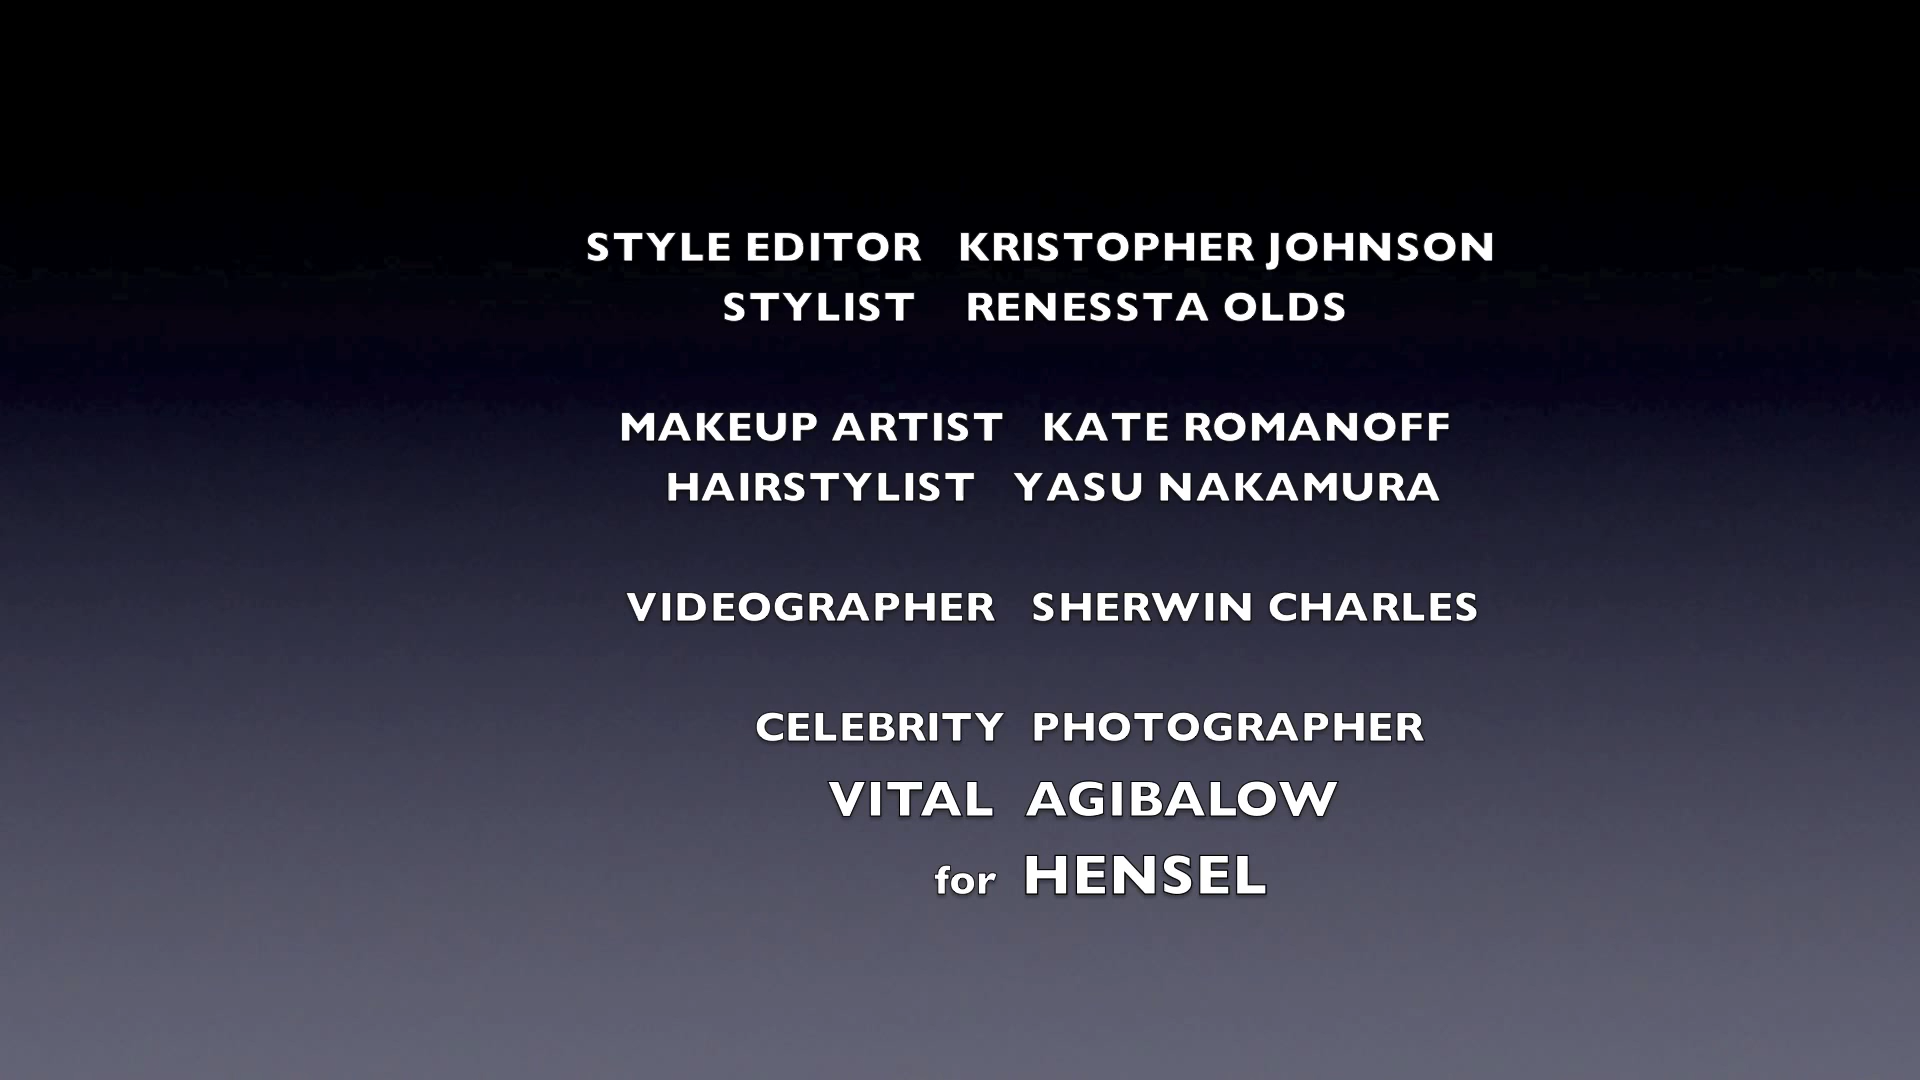 STYLE EDITOR KRISTOPHER JOHNSON
STYLIST RENESSTA OLDS
MAKEUP ARTIST KATE ROMANOFF
HAIRSTYLIST YASU NAKAMURA
VIDEOGRAPHER SHERWIN CHARLES
CELEBRITY PHOTOGRAPHER
VITAL AGIBALOW
for HENSEL